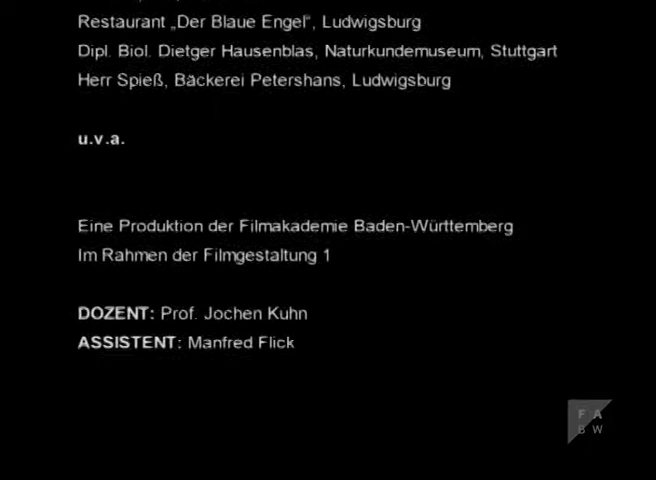 Restaurant „Der Blaue Engel“, Ludwigsburg
Dipl. Biol. Dietger Hausenblas, Naturkundemuseum, Stuttgart
Herr Spieß, Bäckerei Petershans, Ludwigsburg
u.v.a.
Eine Produktion der Filmakademie Baden-Württemberg
Im Rahmen der Filmgestaltung 1
DOZENT: Prof. Jochen Kuhn
ASSISTENT: Manfred Flick
F A
B W